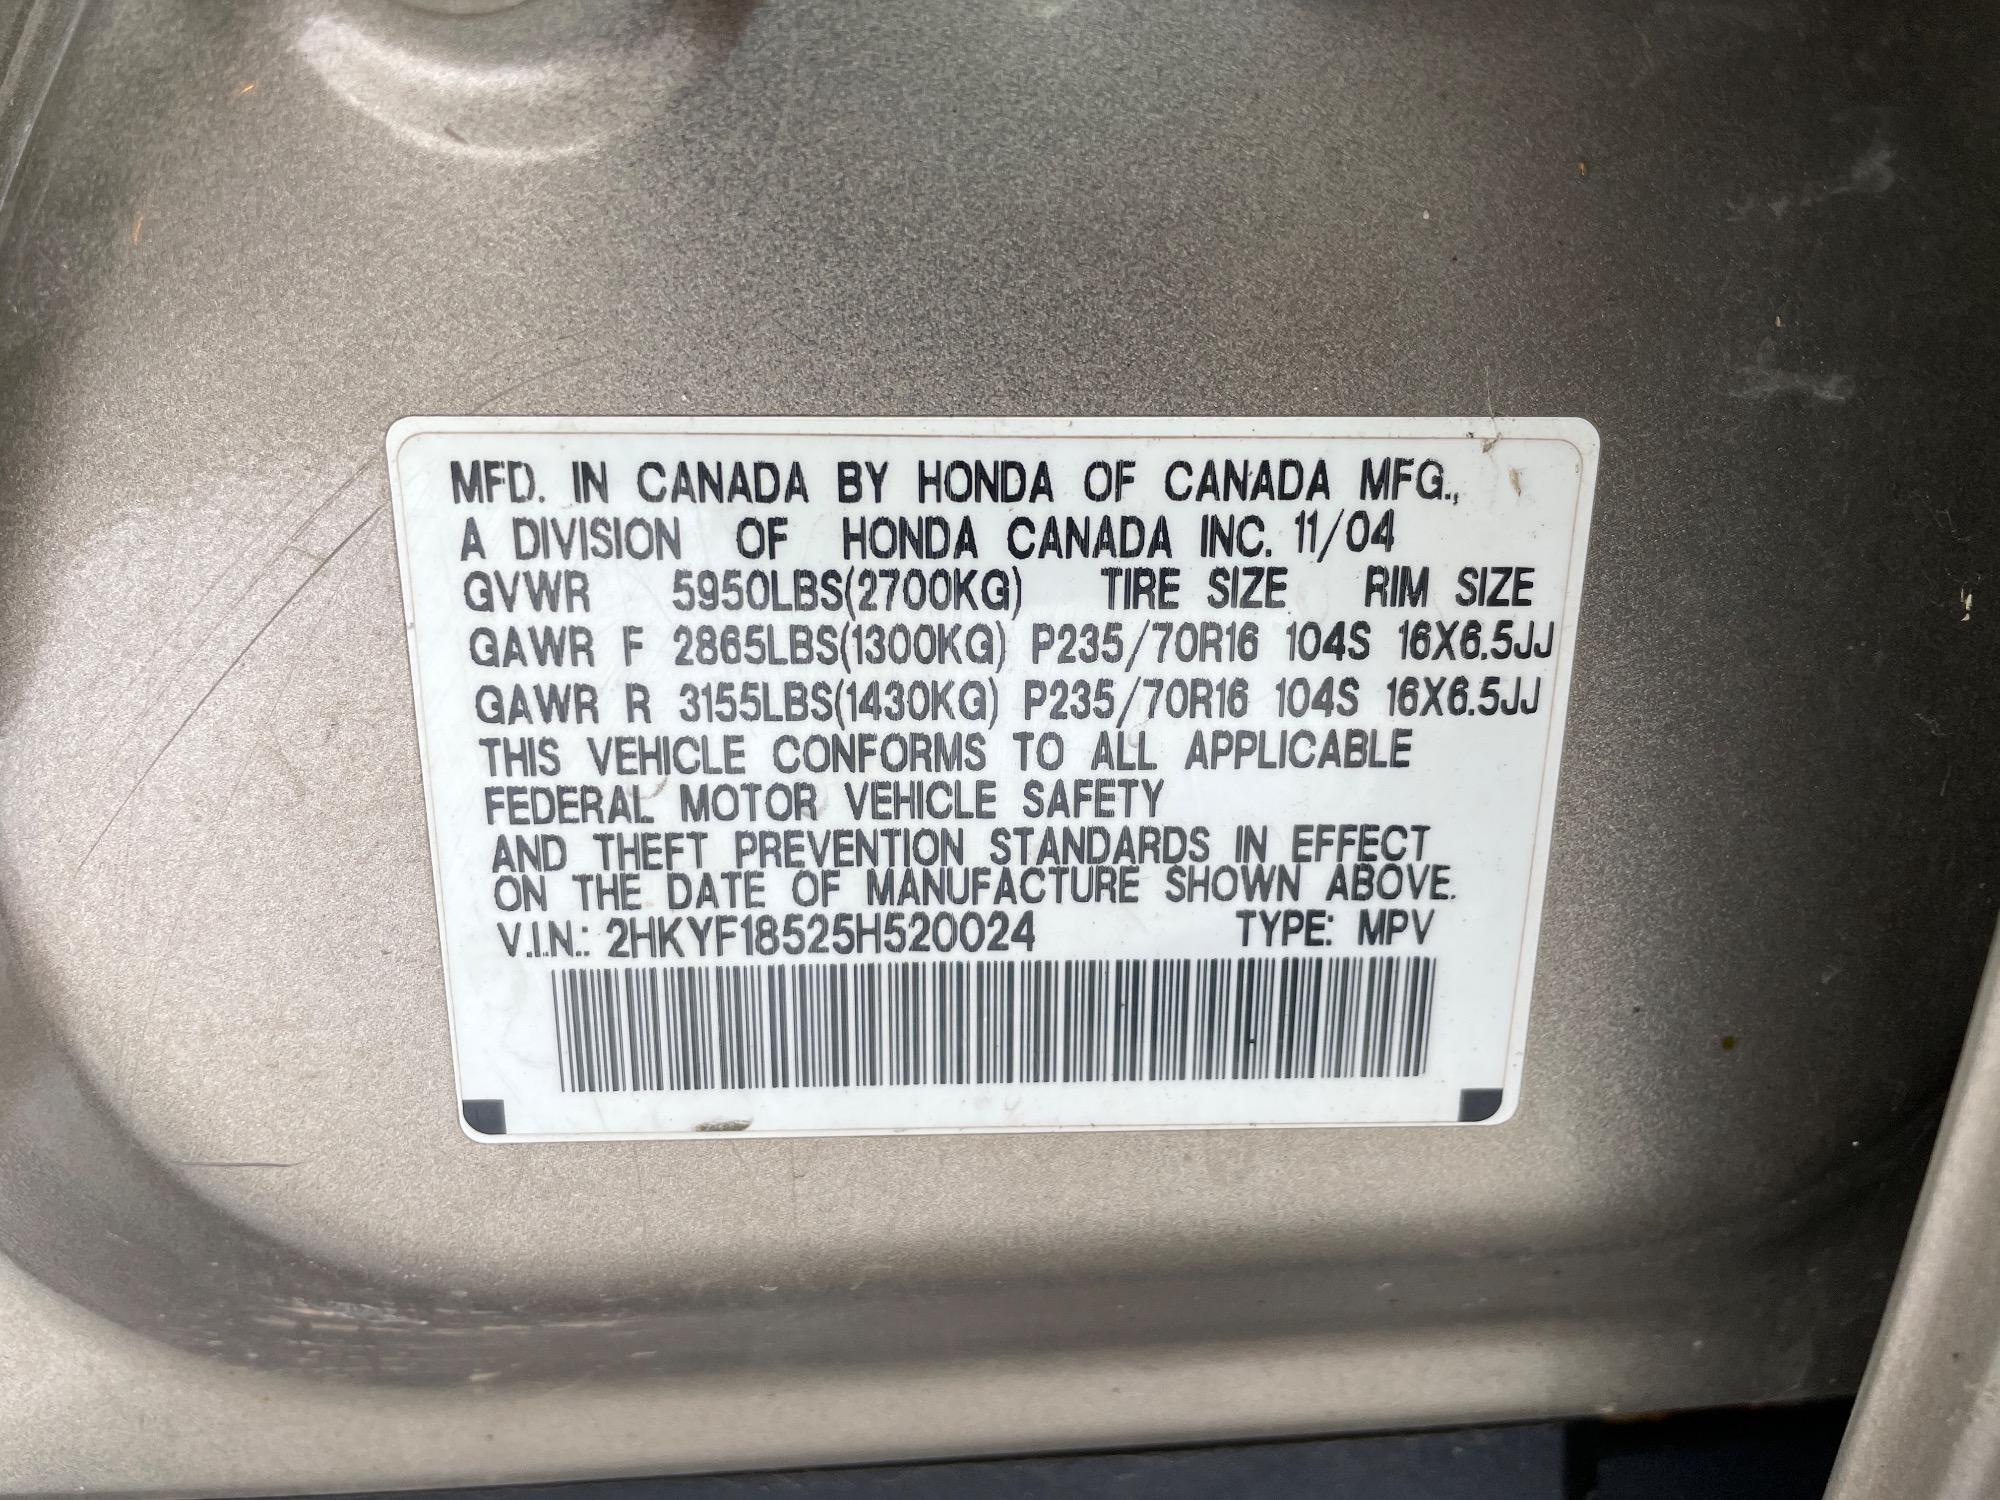 MFD. IN CANADA BY HONDA OF CANADA MFG.,
A DIVISION OF HONDA CANADA INC. 11/04
GVWR 5950LBS(2700KG) TIRE SIZE RIM SIZE
GAWR F 2865LBS(1300KG) P235/70R16 104S 16X6.5JJ
GAWR R 3155LBS(1430KG) P235/70R16 104S 16X6.5JJ
THIS VEHICLE CONFORMS TO ALL APPLICABLE
FEDERAL MOTOR VEHICLE SAFETY
AND THEFT PREVENTION STANDARDS IN EFFECT
ON THE DATE OF MANUFACTURE SHOWN ABOVE.
V.I.N.: 2HKYF18525H520024 TYPE: MPV